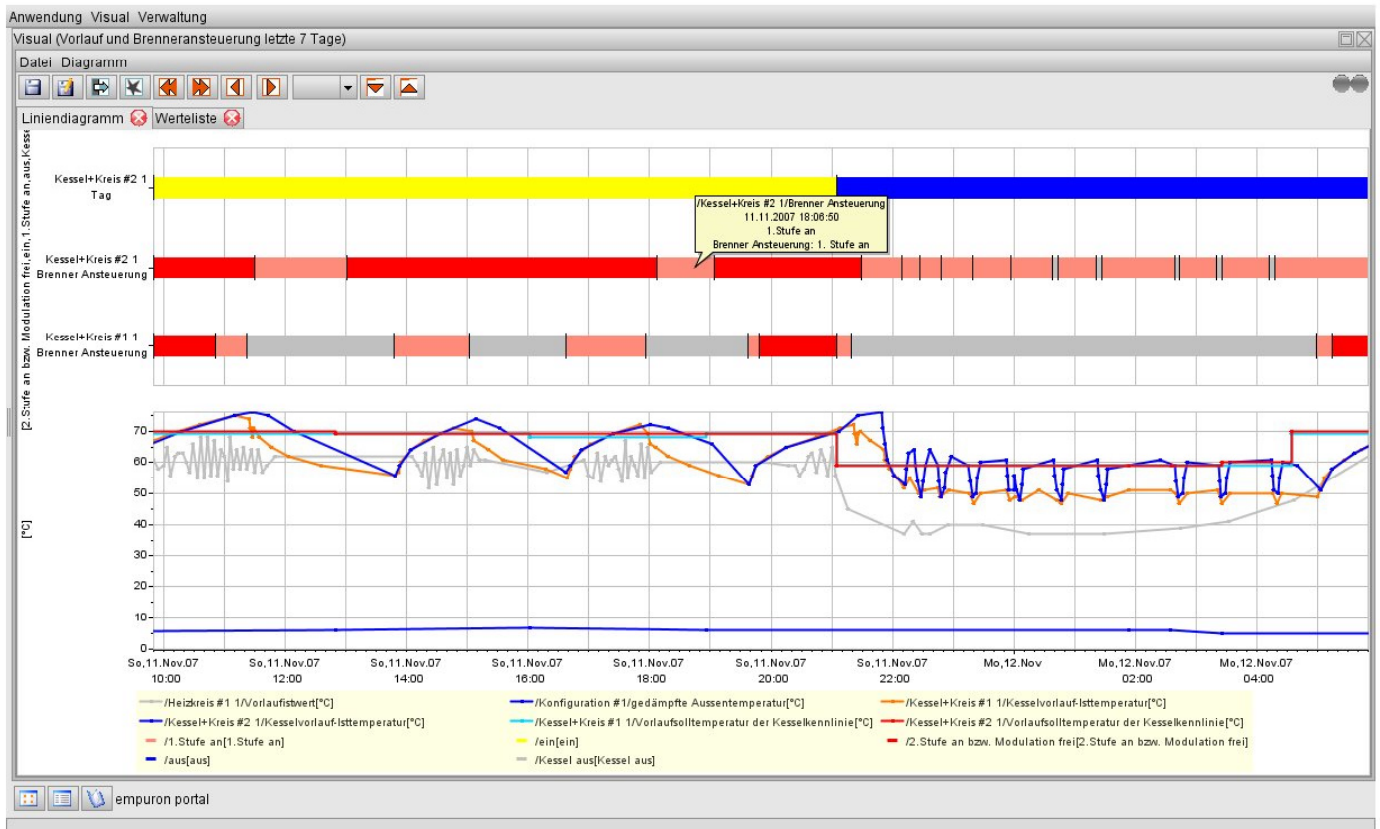 Anwendung Visual Verwaltung
Visual (Vorlauf und Brenneransteuerung letzte 7 Tage)
Datei Diagramm
Liniendiagramm Werteliste
[2.Stufe an bzw. Modulation frei,ein,1.Stufe an,aus,Kesse
Kessel+Kreis #2 1
Tag
/Kessel+Kreis #2 1/Brenner Ansteuerung
11.11.2007 18:06:50
1.Stufe an
Brenner Ansteuerung: 1. Stufe an
Kessel+Kreis #2 1
Brenner Ansteuerung
Kessel+Kreis #1 1
Brenner Ansteuerung
[°C]
70
60
50
40
30
20
10
0
So,11.Nov.07 So,11.Nov.07 So,11.Nov.07 So,11.Nov.07 So,11.Nov.07 So,11.Nov.07 So,11.Nov.07 Mo,12.Nov Mo,12.Nov.07 Mo,12.Nov.07
10:00 12:00 14:00 16:00 18:00 20:00 22:00 02:00 04:00
/Heizkreis #1 1/Vorlaufistwert[°C] /Konfiguration #1/gedämpfte Aussentemperatur[°C] /Kessel+Kreis #1 1/Kesselvorlauf-Isttemperatur[°C]
/Kessel+Kreis #2 1/Kesselvorlauf-Isttemperatur[°C] /Kessel+Kreis #1 1/Vorlaufsolltemperatur der Kesselkennlinie[°C] /Kessel+Kreis #2 1/Vorlaufsolltemperatur der Kesselkennlinie[°C]
/1.Stufe an[1.Stufe an] /ein[ein] /2.Stufe an bzw. Modulation frei[2.Stufe an bzw. Modulation frei]
/aus[aus] /Kessel aus[Kessel aus]
empuron portal